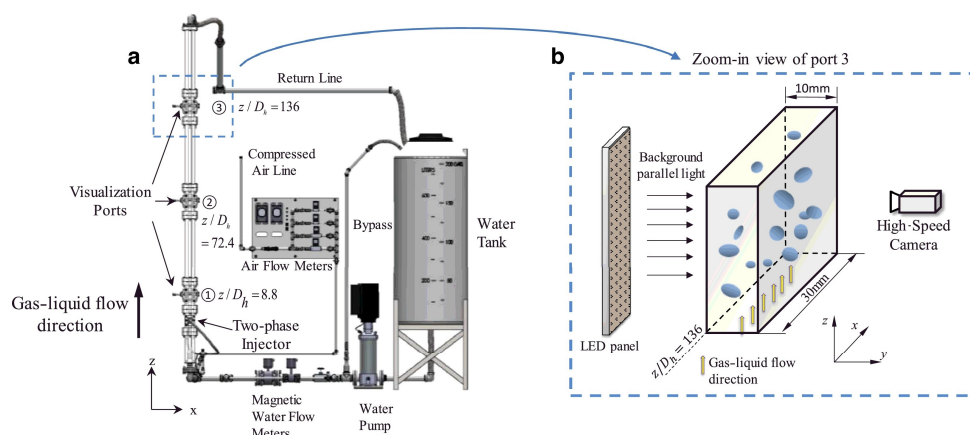 a
Return Line
③ z / D_h = 136
Compressed
Air Line
Visualization
Ports
②
z / D_h
= 72.4
Bypass
Water
Tank
Air Flow Meters
① z/D_h = 8.8
Gas-liquid flow
direction
Two-phase
Injector
z
x
Magnetic
Water Flow
Meters
Water
Pump
b
Zoom-in view of port 3
10mm
Background
parallel light
High-Speed
Camera
30mm
LED panel
z/D_h = 136
Gas-liquid flow
direction
z
x
y